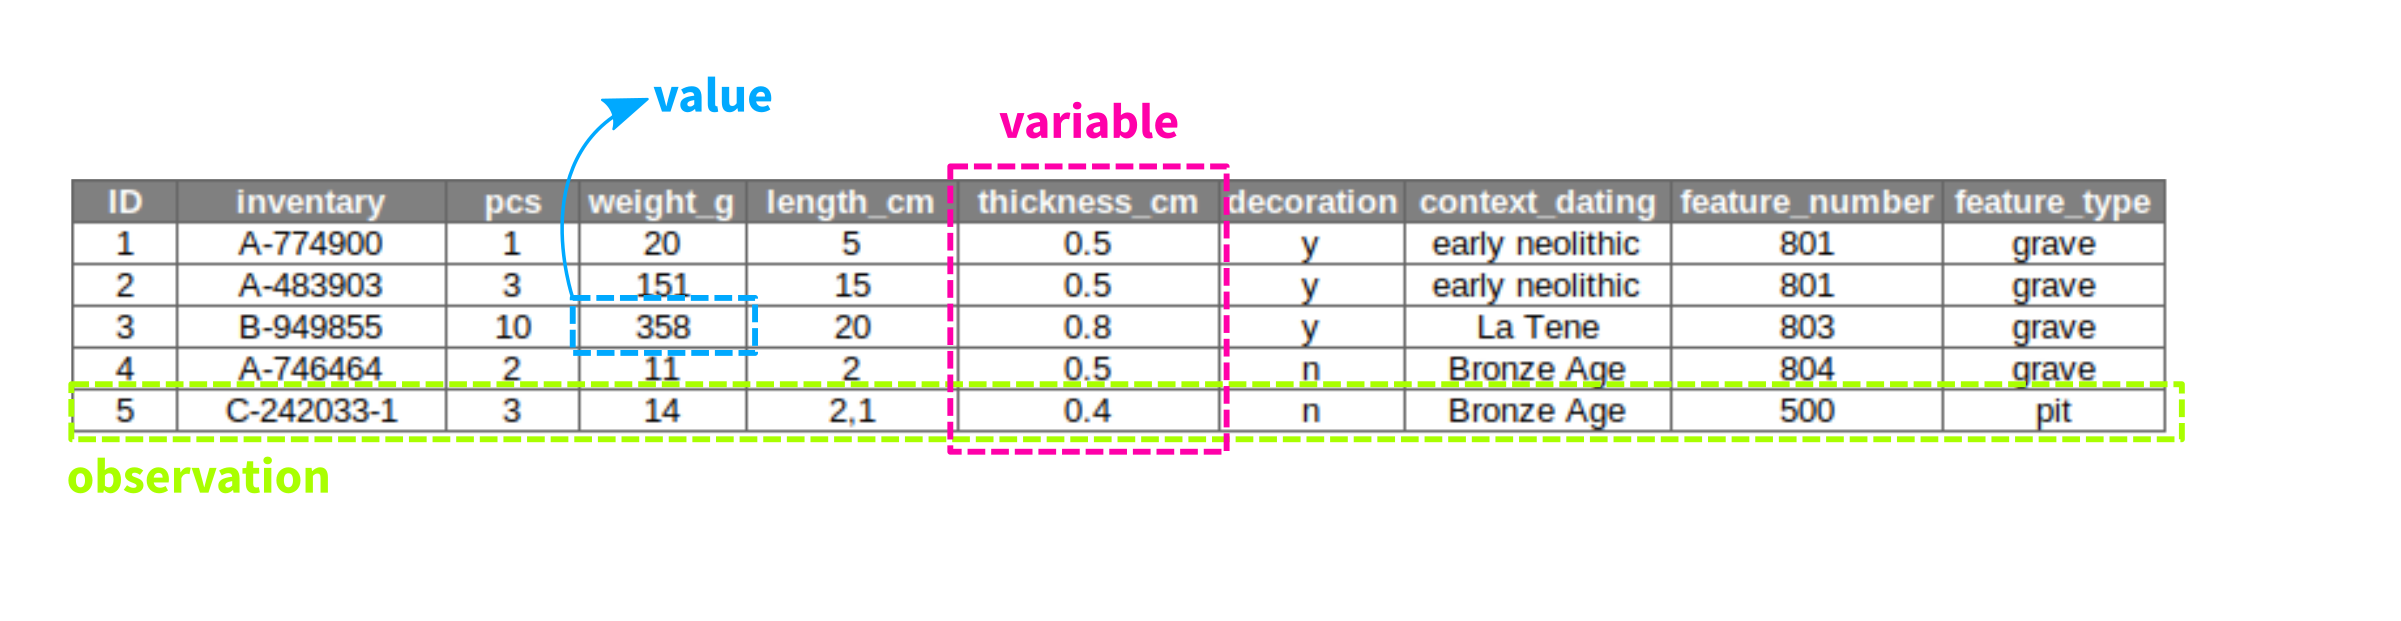 value
variable
ID inventary pcs weight_g length_cm thickness_cm decoration context_dating feature_number feature_type
1 A-774900 1 20 5 0.5 y early neolithic 801 grave
2 A-483903 3 151 15 0.5 y early neolithic 801 grave
3 B-949855 10 358 20 0.8 y La Tene 803 grave
4 A-746464 2 11 2 0.5 n Bronze Age 804 grave
5 C-242033-1 3 14 2,1 0.4 n Bronze Age 500 pit
observation